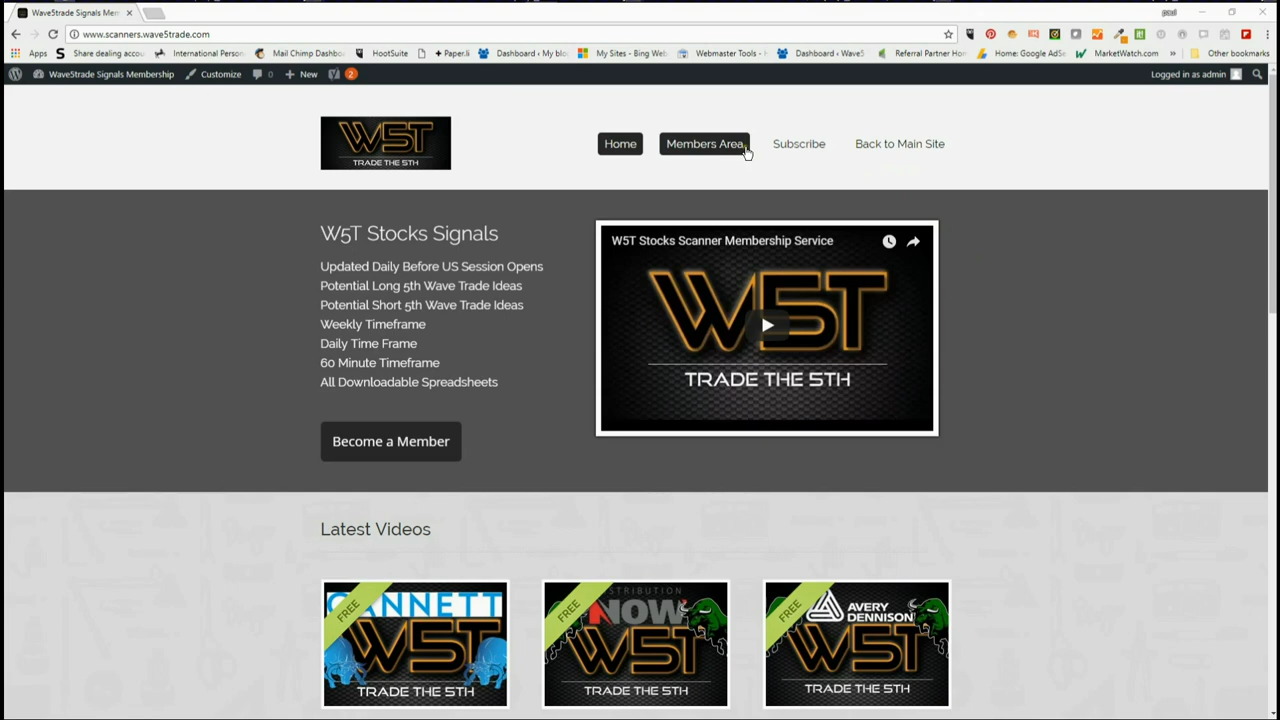 Wave5trade Signals Mem
paul
www.scanners.wave5trade.com
Apps Share dealing accou International Person Mail Chimp Dashbo HootSuite + Paper.li Dashboard ‹ My blo My Sites - Bing Web Webmaster Tools - Dashboard ‹ Wave5 Referral Partner Ho Home: Google AdSe MarketWatch.com » Other bookmarks
Wave5trade Signals Membership Customize 0 New 2 Logged in as admin
W5T
TRADE THE 5TH
Home Members Area Subscribe Back to Main Site
W5T Stocks Signals
Updated Daily Before US Session Opens
Potential Long 5th Wave Trade Ideas
Potential Short 5th Wave Trade Ideas
Weekly Timeframe
Daily Time Frame
60 Minute Timeframe
All Downloadable Spreadsheets
Become a Member
W5T Stocks Scanner Membership Service
W5T
TRADE THE 5TH
Latest Videos
FREE
GANNETT
W5T
TRADE THE 5TH
FREE
STRIBUTION
NOW
W5T
TRADE THE 5TH
FREE
AVERY
DENNISON
W5T
TRADE THE 5TH